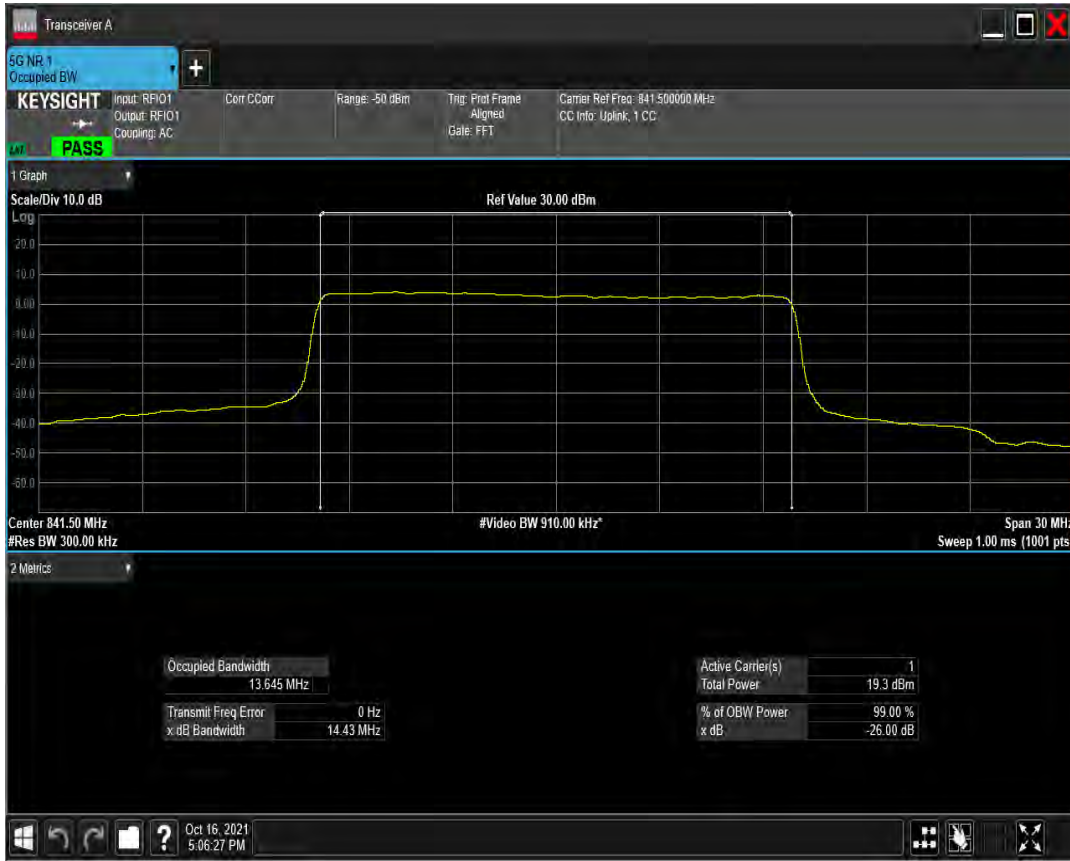 Transceiver A
5G NR 1
Occupied BW
+
KEYSIGHT
Input: RFIO1
Output: RFIO1
Coupling: AC
Corr CCorr
Range: -50 dBm
Trig: Prot Frame
Aligned
Gate: FFT
Carrier Ref Freq: 841.500000 MHz
CC Info: Uplink, 1 CC
PASS
1 Graph
Scale/Div 10.0 dB
Ref Value 30.00 dBm
Log
20.0
10.0
0.00
-10.0
-20.0
-30.0
-40.0
-50.0
-60.0
Center 841.50 MHz
#Video BW 910.00 kHz*
Span 30 MHz
#Res BW 300.00 kHz
Sweep 1.00 ms (1001 pts
2 Metrics
Occupied Bandwidth
13.645 MHz
Transmit Freq Error 0 Hz
x dB Bandwidth 14.43 MHz
Active Carrier(s) 1
Total Power 19.3 dBm
% of OBW Power 99.00 %
x dB -26.00 dB
?
Oct 16, 2021
5:06:27 PM